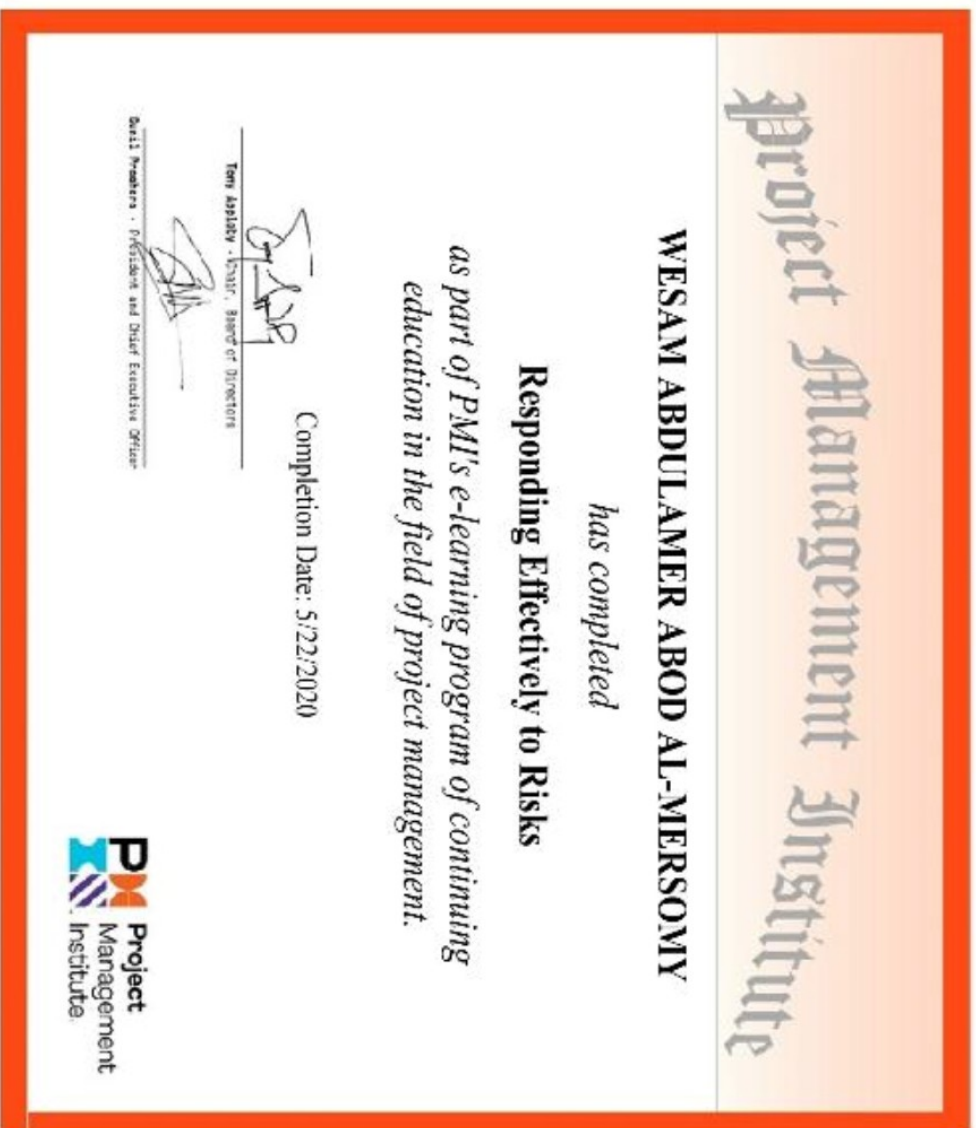 Project Management Institute
WESAM ABDULAMER ABOD AL-MERSOMY
has completed
Responding Effectively to Risks
as part of PMI's e-learning program of continuing
education in the field of project management.
Completion Date: 5/22/2020
Tony Appleby - Chair, Board of Directors
Sunil Prashara - President and Chief Executive Officer
Project
Management
Institute.